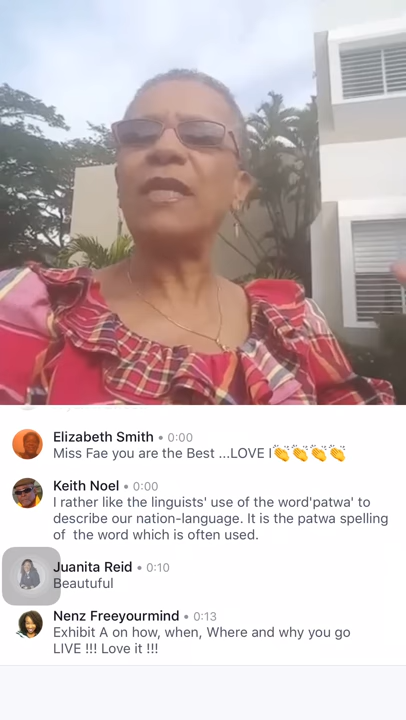 Elizabeth Smith • 0:00
Miss Fae you are the Best ...LOVE I👏👏👏👏
Keith Noel • 0:00
I rather like the linguists' use of the word'patwa' to
describe our nation-language. It is the patwa spelling
of the word which is often used.
Juanita Reid • 0:10
Beautuful
Nenz Freeyourmind • 0:13
Exhibit A on how, when, Where and why you go
LIVE !!! Love it !!!